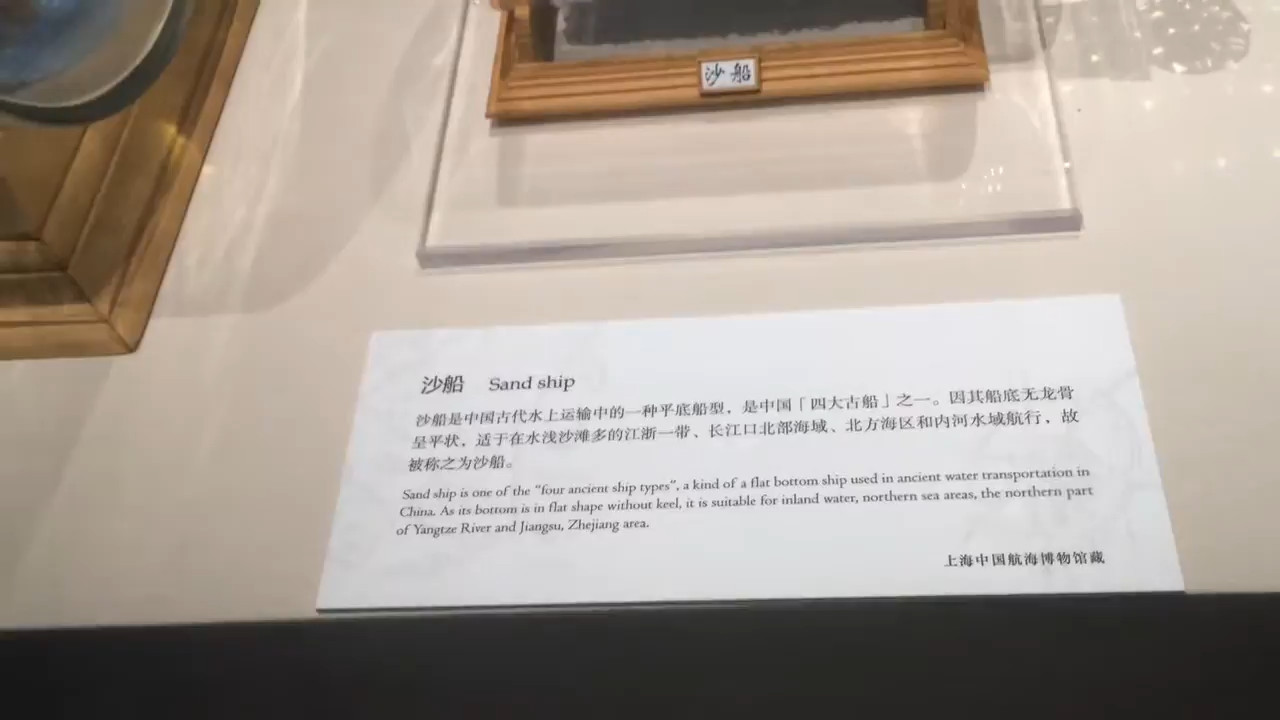 沙船
沙船 Sand ship
沙船是中国古代水上运输中的一种平底船型，是中国「四大古船」之一。因其船底无龙骨
呈平状，适于在水浅沙滩多的江浙一带、长江口北部海域、北方海区和内河水域航行，故
被称之为沙船。
Sand ship is one of the "four ancient ship types", a kind of a flat bottom ship used in ancient water transportation in
China. As its bottom is in flat shape without keel, it is suitable for inland water, northern sea areas, the northern part
of Yangtze River and Jiangsu, Zhejiang area.
上海中国航海博物馆藏